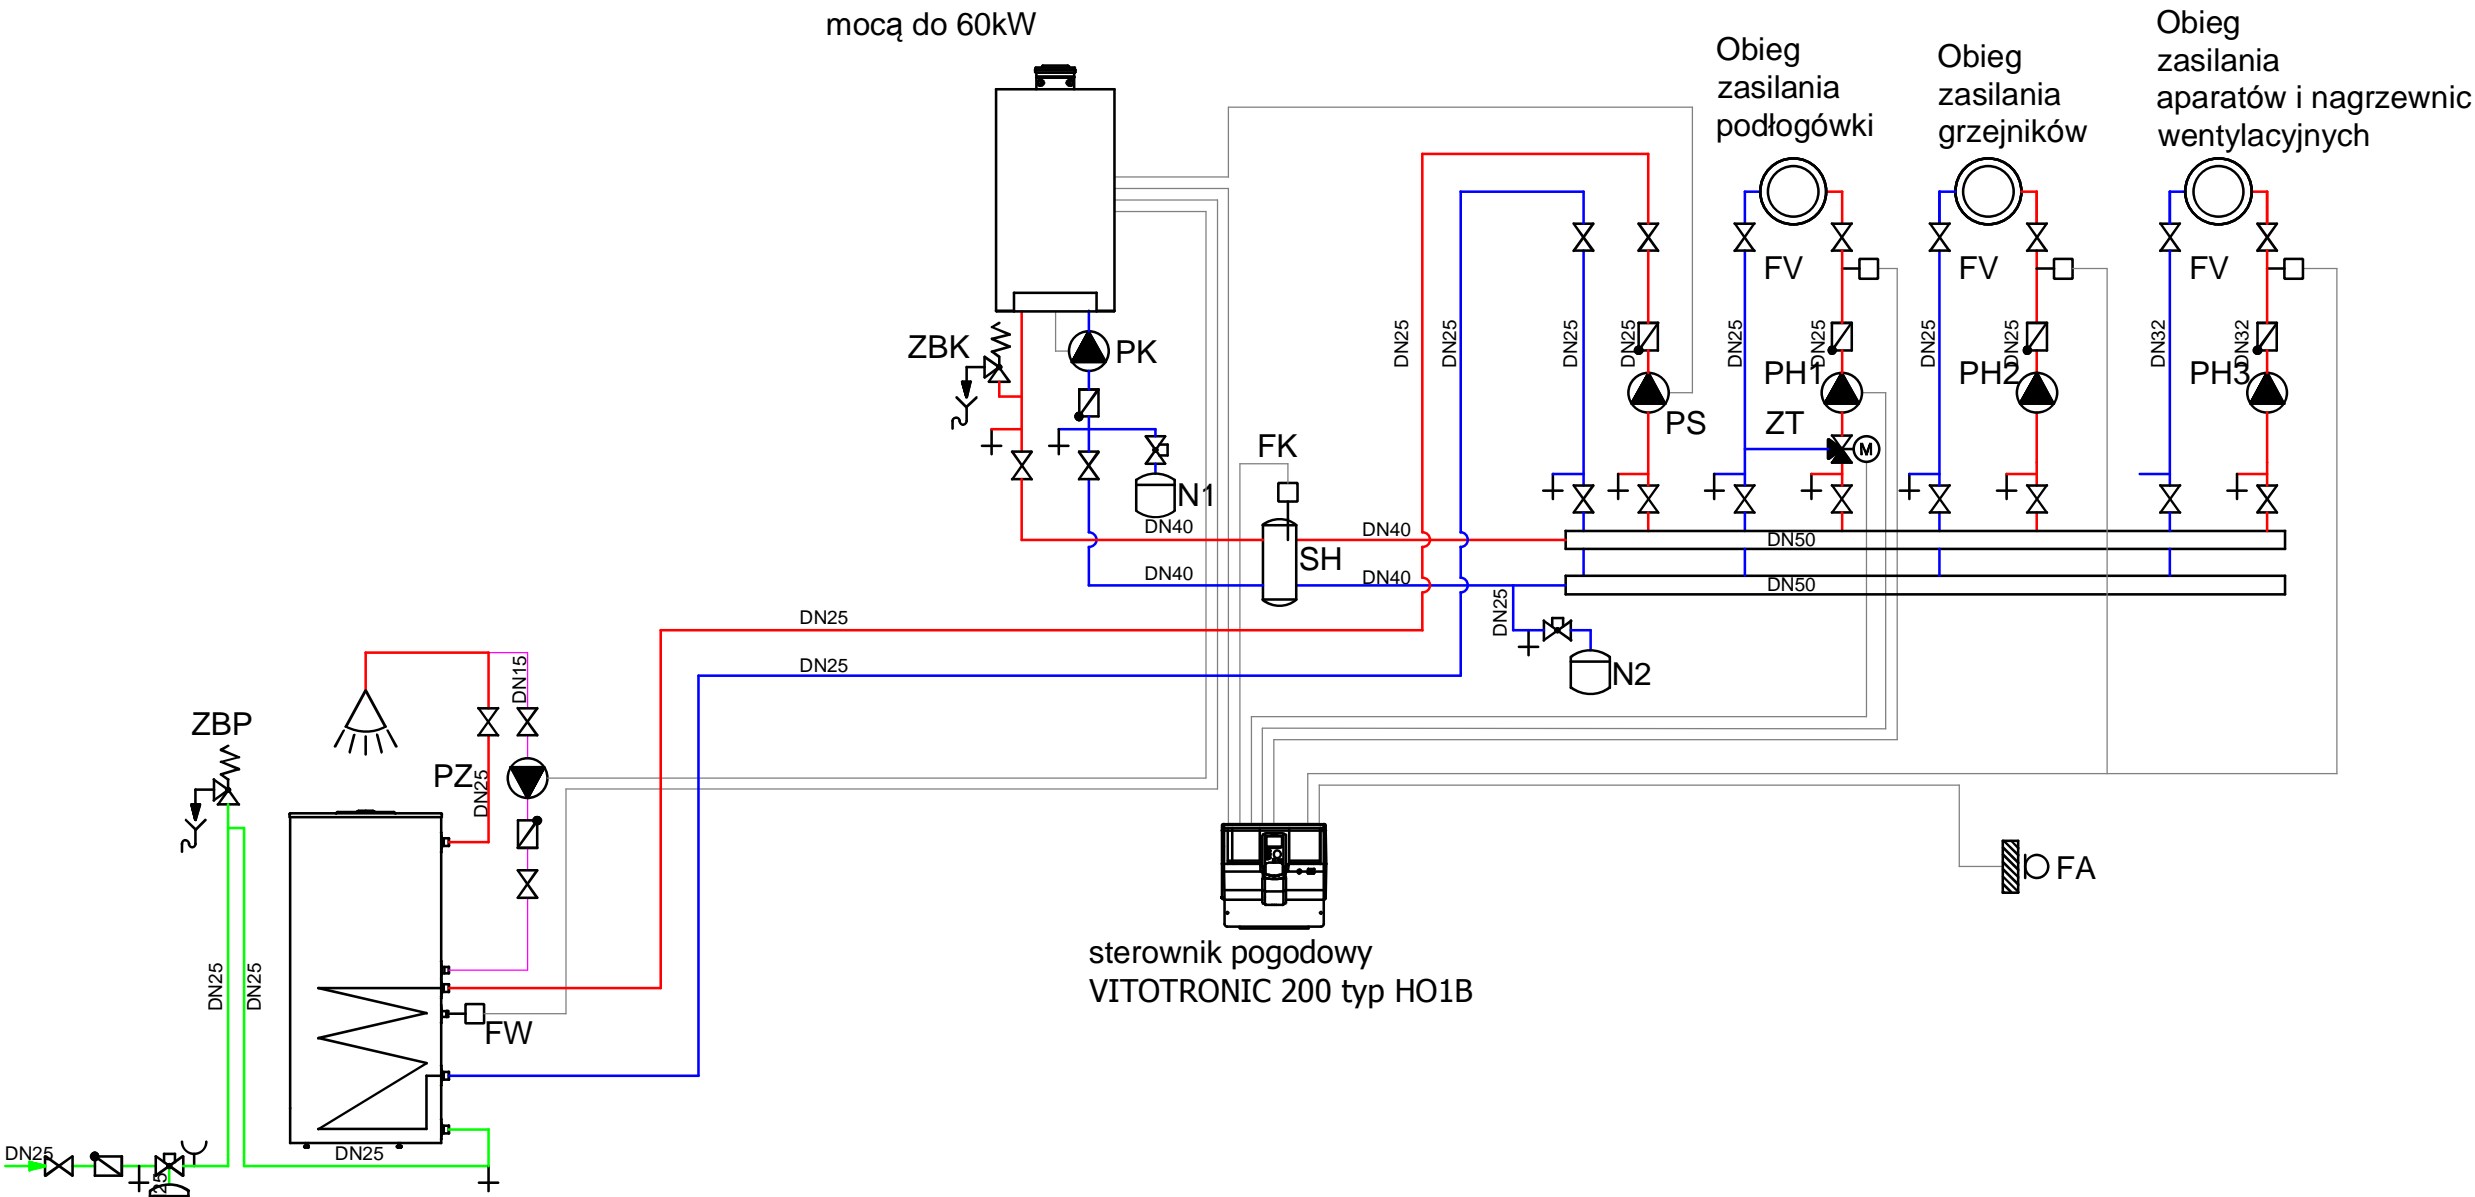 mocą do 60kW
Obieg
zasilania
podłogówki
Obieg
zasilania
grzejników
Obieg
zasilania
aparatów i nagrzewnic
wentylacyjnych
FV
FV
FV
ZBK
PK
DN25
DN25
DN25
DN25
DN25
DN25
DN25
DN25
DN32
DN32
PH1
PH2
PH3
PS
ZT
M
FK
N1
DN40
DN40
SH
DN50
DN40
DN40
DN50
DN25
DN25
DN25
N2
DN15
ZBP
PZ
DN25
FA
sterownik pogodowy
VITOTRONIC 200 typ HO1B
DN25
DN25
FW
DN25
DN25
25